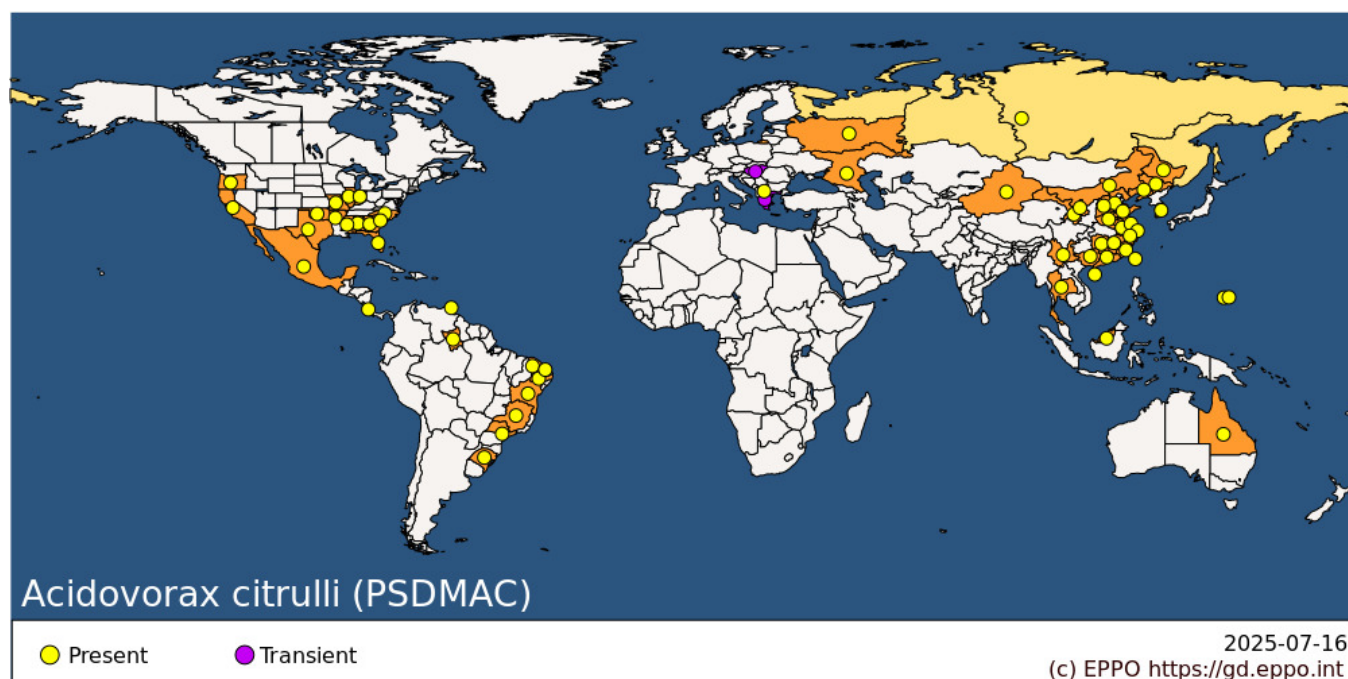 Acidovorax citrulli (PSDMAC)
Present
Transient
2025-07-16
(c) EPPO https://gd.eppo.int